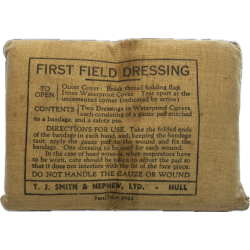 FIRST FIELD DRESSING
TO OPEN { Outer Cover: Break thread holding flap.
Inner Waterproof Cover: Tear apart at the
uncemented corner (indicated by arrow)
CONTENTS { Two Dressings in Waterproof Covers,
each consisting of a gauze pad stitched
to a bandage, and a safety pin.
DIRECTIONS FOR USE. Take the folded ends
of the bandage in each hand, and, keeping the bandage
taut, apply the gauze pad to the wound and fix the
bandage. One dressing to be used for each wound.
In the case of head wounds, when respirators have
to be worn, care should be taken to adjust the pad so
that it does not interfere with the fit of the face piece.
DO NOT HANDLE THE GAUZE OR WOUND
T. J. SMITH & NEPHEW, LTD. - HULL